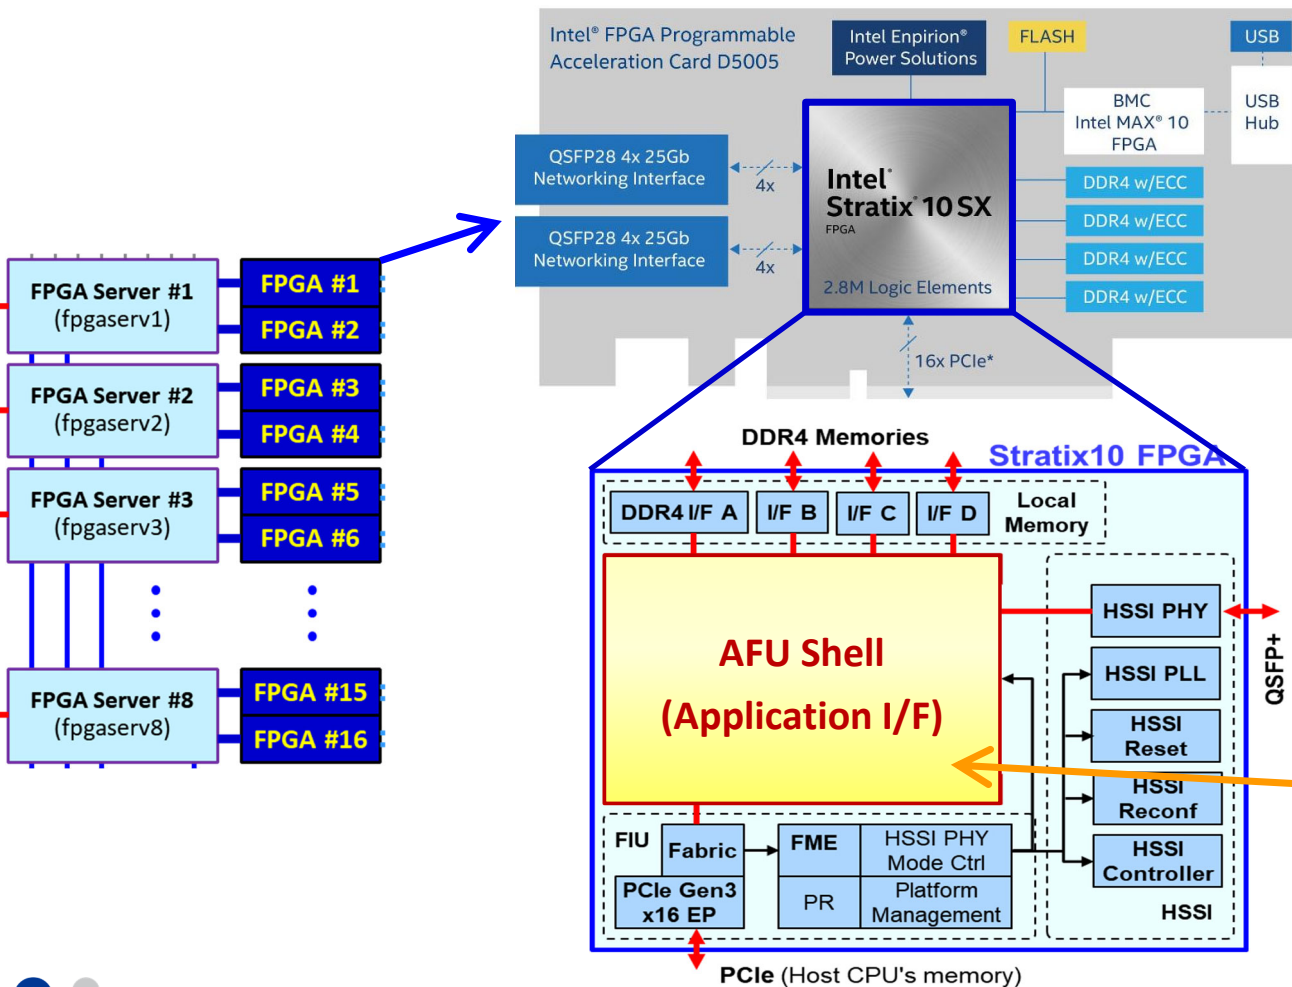 Intel® FPGA Programmable
Acceleration Card D5005
Intel Enpirion®
Power Solutions
FLASH
USB
BMC
Intel MAX® 10
FPGA
USB
Hub
QSFP28 4x 25Gb
Networking Interface
4x
QSFP28 4x 25Gb
Networking Interface
4x
Intel®
Stratix® 10 SX
FPGA
2.8M Logic Elements
DDR4 w/ECC
DDR4 w/ECC
DDR4 w/ECC
DDR4 w/ECC
16x PCIe*
FPGA Server #1
(fpgaserv1)
FPGA #1
FPGA #2
FPGA Server #2
(fpgaserv2)
FPGA #3
FPGA #4
FPGA Server #3
(fpgaserv3)
FPGA #5
FPGA #6
FPGA Server #8
(fpgaserv8)
FPGA #15
FPGA #16
DDR4 Memories
Stratix10 FPGA
DDR4 I/F A
I/F B
I/F C
I/F D
Local
Memory
AFU Shell
(Application I/F)
HSSI PHY
HSSI PLL
HSSI
Reset
HSSI
Reconf
HSSI
Controller
HSSI
QSFP+
FIU
Fabric
PCIe Gen3
x16 EP
FME
HSSI PHY
Mode Ctrl
PR
Platform
Management
PCIe (Host CPU's memory)